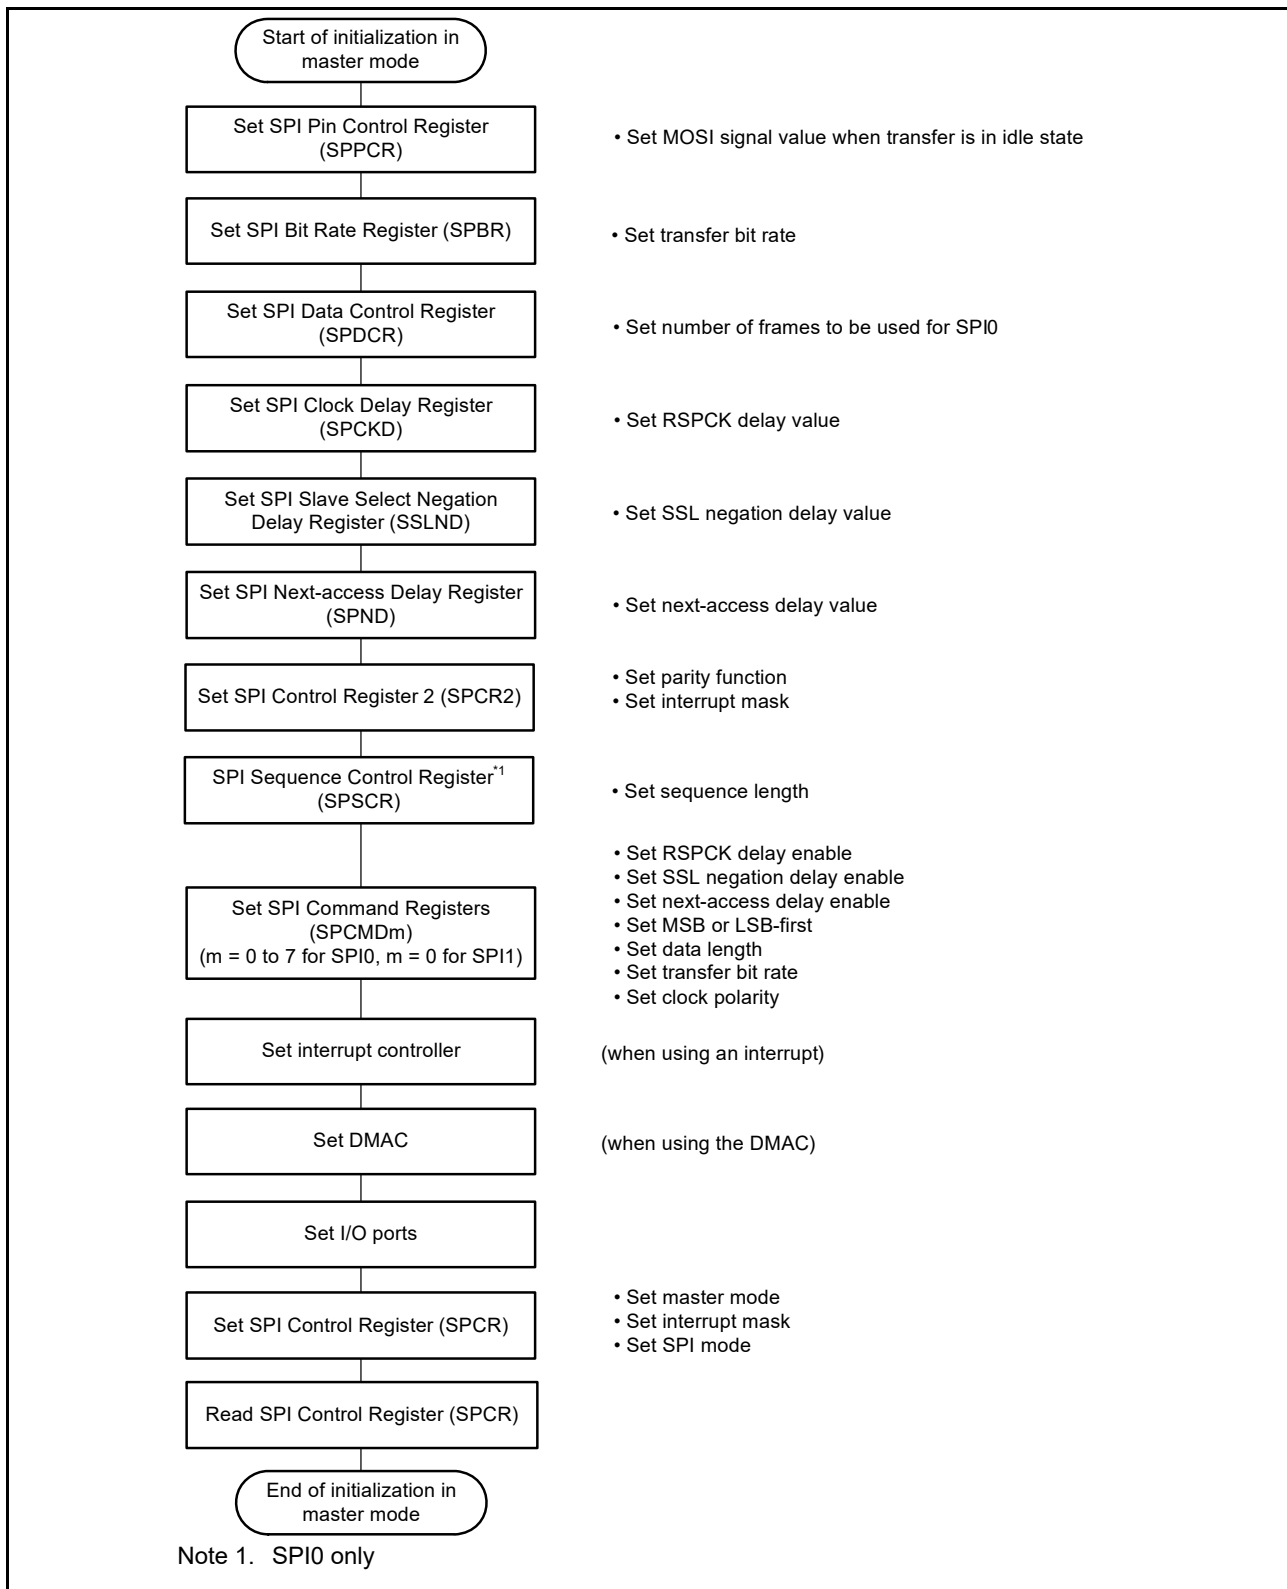 Start of initialization in
master mode
Set SPI Pin Control Register
(SPPCR)
• Set MOSI signal value when transfer is in idle state
Set SPI Bit Rate Register (SPBR)
• Set transfer bit rate
Set SPI Data Control Register
(SPDCR)
• Set number of frames to be used for SPI0
Set SPI Clock Delay Register
(SPCKD)
• Set RSPCK delay value
Set SPI Slave Select Negation
Delay Register (SSLND)
• Set SSL negation delay value
Set SPI Next-access Delay Register
(SPND)
• Set next-access delay value
Set SPI Control Register 2 (SPCR2)
• Set parity function
• Set interrupt mask
SPI Sequence Control Register*1
(SPSCR)
• Set sequence length
Set SPI Command Registers
(SPCMDm)
(m = 0 to 7 for SPI0, m = 0 for SPI1)
• Set RSPCK delay enable
• Set SSL negation delay enable
• Set next-access delay enable
• Set MSB or LSB-first
• Set data length
• Set transfer bit rate
• Set clock polarity
Set interrupt controller
(when using an interrupt)
Set DMAC
(when using the DMAC)
Set I/O ports
Set SPI Control Register (SPCR)
• Set master mode
• Set interrupt mask
• Set SPI mode
Read SPI Control Register (SPCR)
End of initialization in
master mode
Note 1. SPI0 only